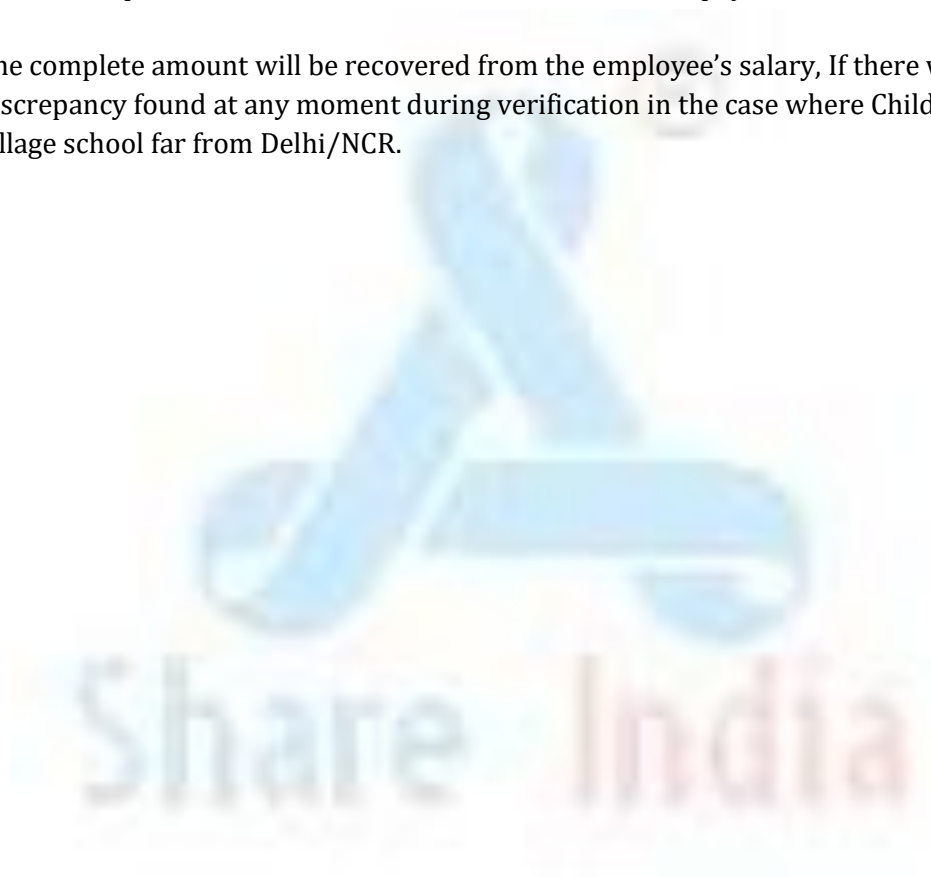 ne complete amount will be recovered from the employee's salary, If there
screpancy found at any moment during verification in the case where Child
llage school far from Delhi/NCR.
Share India